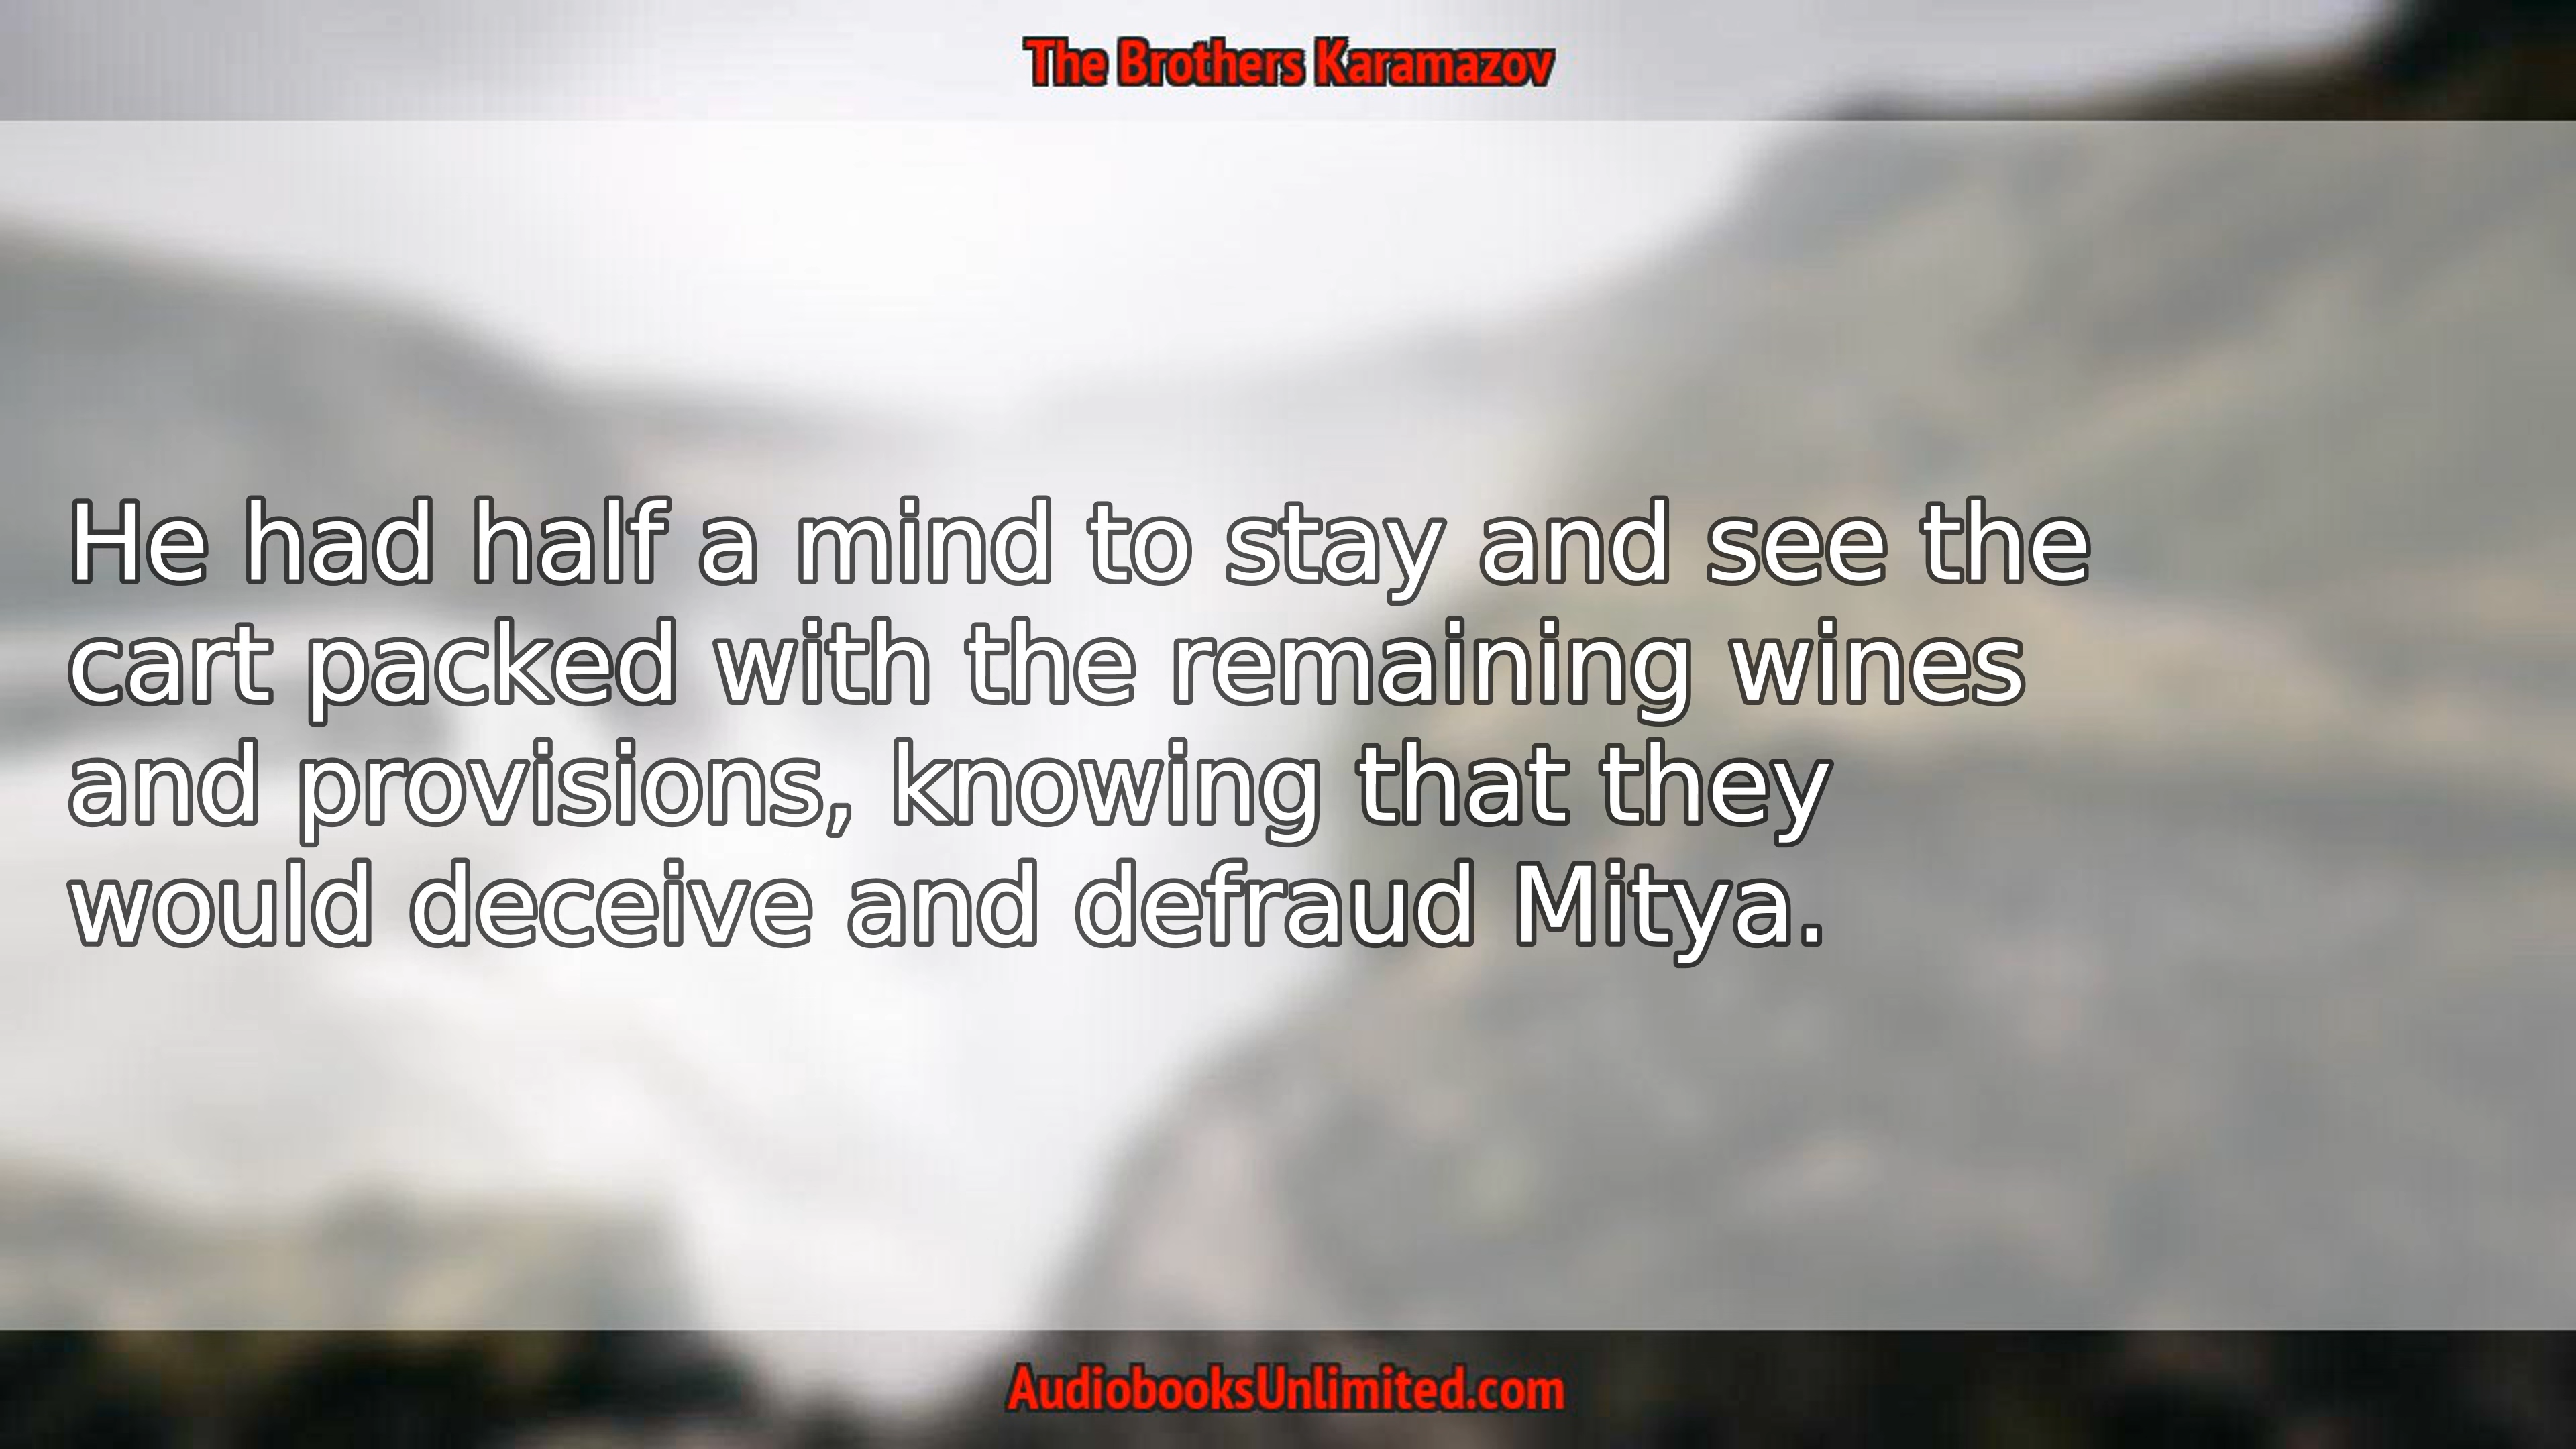 The Brothers Karamazov
He had half a mind to stay and see the
cart packed with the remaining wines
and provisions, knowing that they
would deceive and defraud Mitya.
AudiobooksUnlimited.com